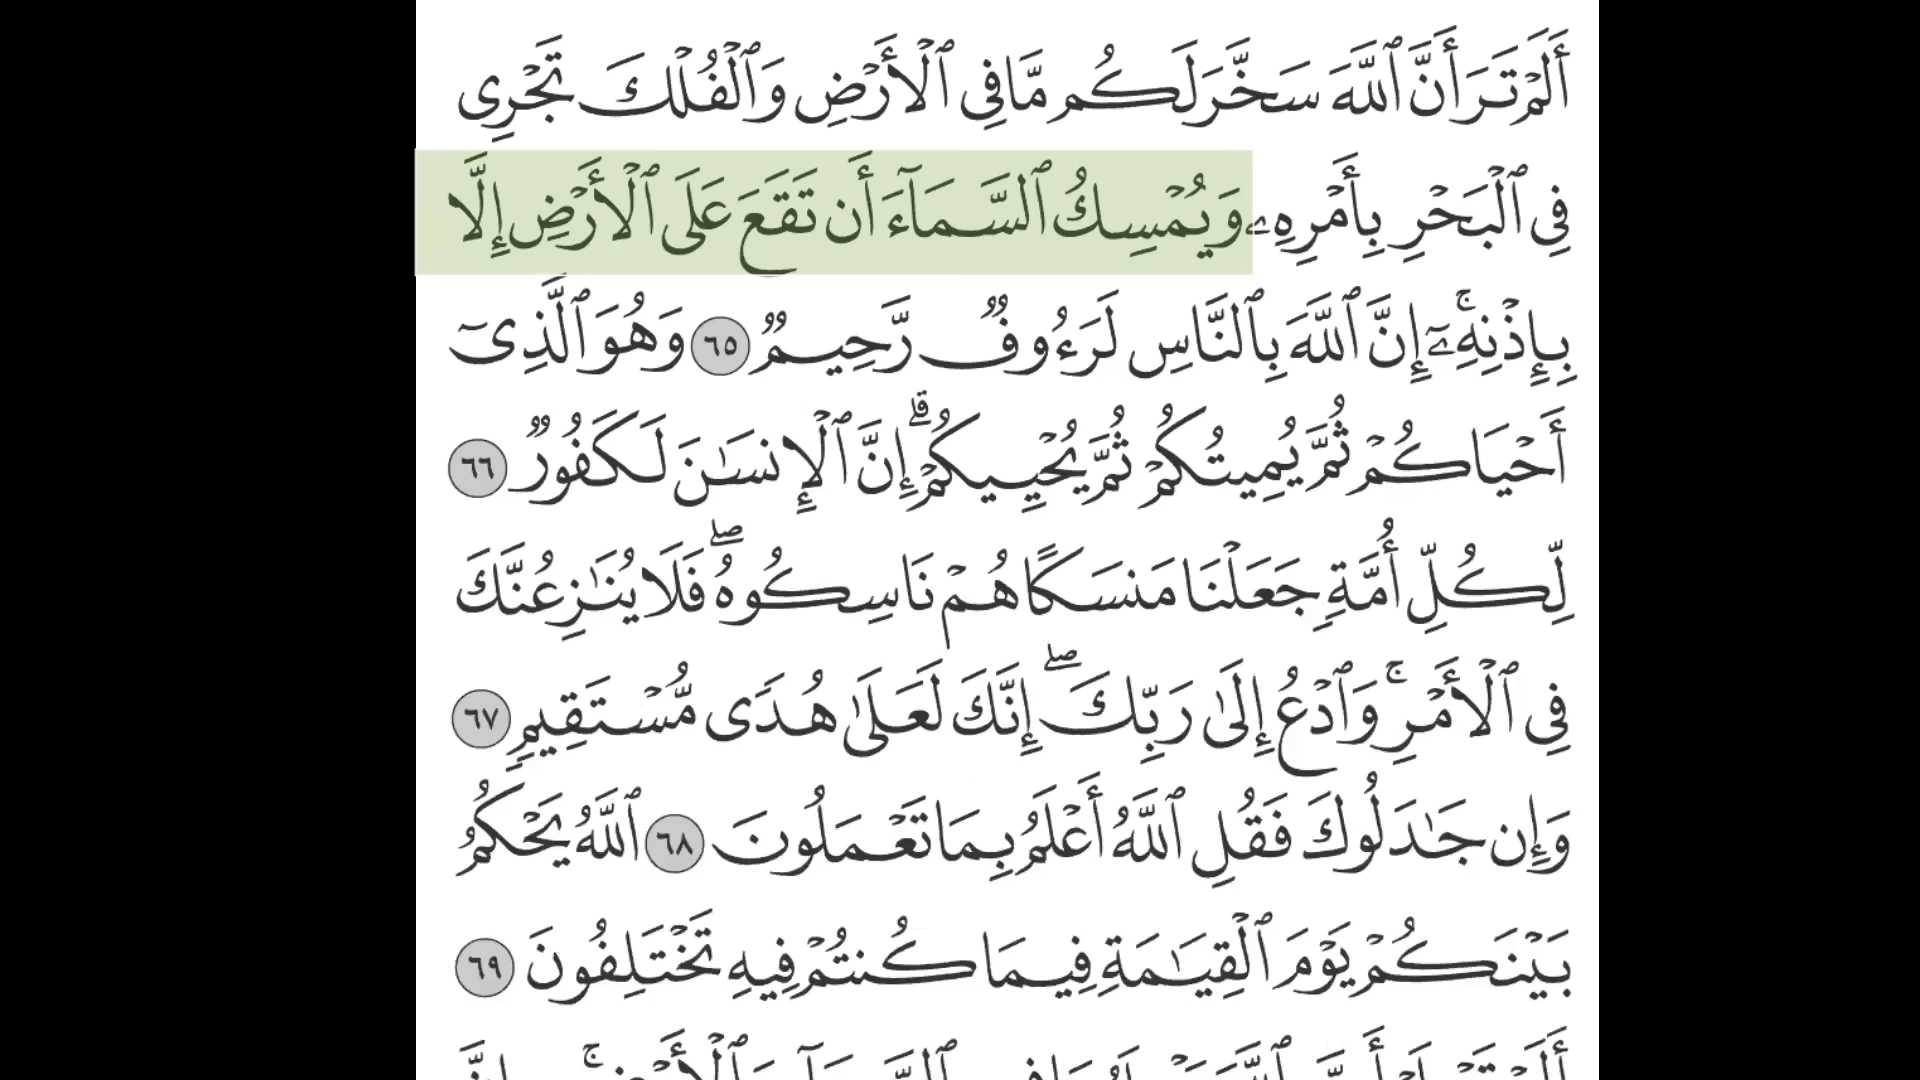 أَلَمْ تَرَ أَنَّ ٱللَّهَ سَخَّرَ لَكُم مَّا فِى ٱلْأَرْضِ وَٱلْفُلْكَ تَجْرِى
فِى ٱلْبَحْرِ بِأَمْرِهِۦ وَيُمْسِكُ ٱلسَّمَآءَ أَن تَقَعَ عَلَى ٱلْأَرْضِ إِلَّا
بِإِذْنِهِۦٓ ۚ إِنَّ ٱللَّهَ بِٱلنَّاسِ لَرَءُوفٌ رَّحِيمٌ ٦٥ وَهُوَ ٱلَّذِىٓ
أَحْيَاكُمْ ثُمَّ يُمِيتُكُمْ ثُمَّ يُحْيِيكُمْ ۗ إِنَّ ٱلْإِنسَـٰنَ لَكَفُورٌ ٦٦
لِّكُلِّ أُمَّةٍ جَعَلْنَا مَنسَكًا هُمْ نَاسِكُوهُ ۖ فَلَا يُنَـٰزِعُنَّكَ
فِى ٱلْأَمْرِ ۚ وَٱدْعُ إِلَىٰ رَبِّكَ ۖ إِنَّكَ لَعَلَىٰ هُدًى مُّسْتَقِيمٍ ٦٧
وَإِن جَـٰدَلُوكَ فَقُلِ ٱللَّهُ أَعْلَمُ بِمَا تَعْمَلُونَ ٦٨ ٱللَّهُ يَحْكُمُ
بَيْنَكُمْ يَوْمَ ٱلْقِيَـٰمَةِ فِيمَا كُنتُمْ فِيهِ تَخْتَلِفُونَ ٦٩